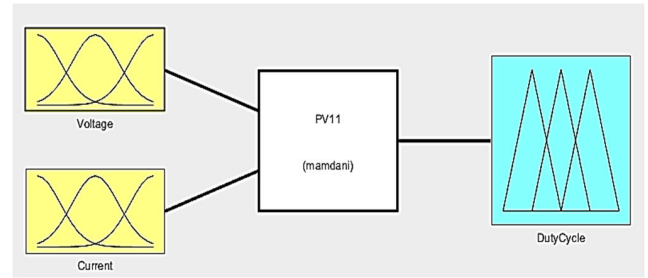 Voltage
Current
PV11
(mamdani)
DutyCycle